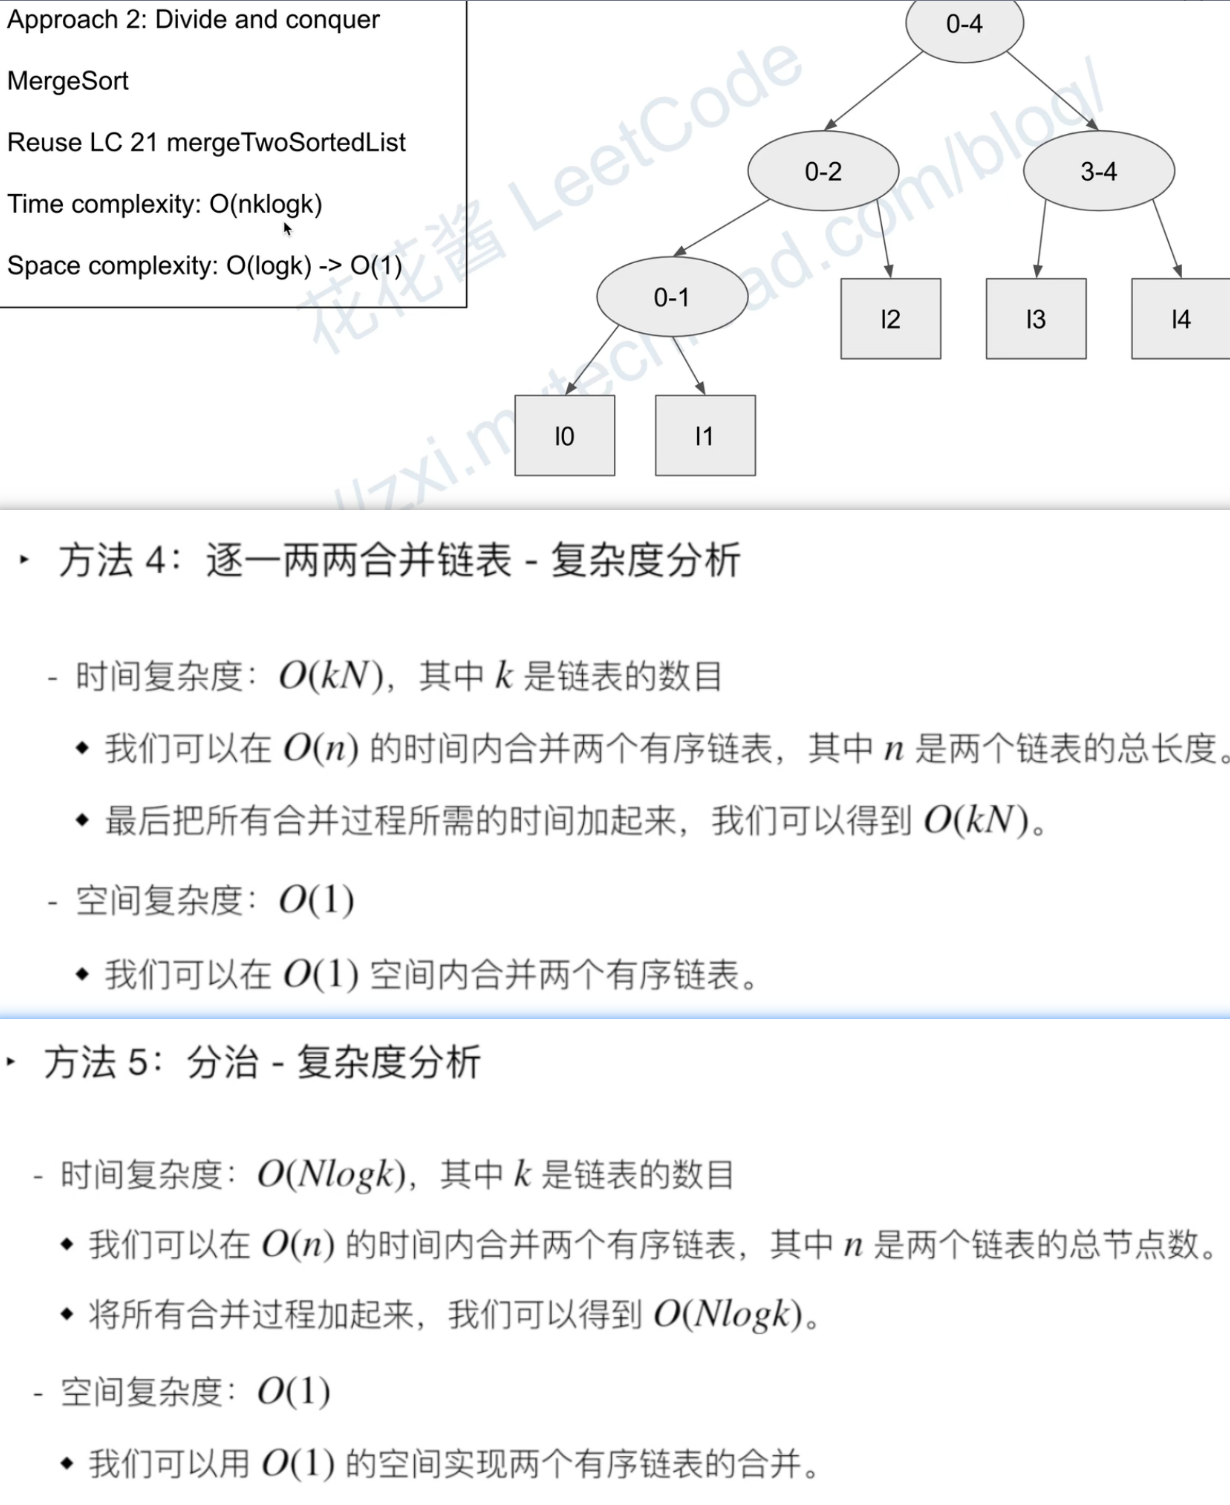 Approach 2: Divide and conquer
MergeSort
Reuse LC 21 mergeTwoSortedList
Time complexity: O(nklogk)
Space complexity: O(logk) -> O(1)
0-4
0-2
3-4
0-1
l2
l3
l4
l0
l1
花花酱 LeetCode
‣ 方法 4：逐一两两合并链表 - 复杂度分析
- 时间复杂度：O(kN)，其中 k 是链表的数目
◆ 我们可以在 O(n) 的时间内合并两个有序链表，其中 n 是两个链表的总长度。
◆ 最后把所有合并过程所需的时间加起来，我们可以得到 O(kN)。
- 空间复杂度：O(1)
◆ 我们可以在 O(1) 空间内合并两个有序链表。
‣ 方法 5：分治 - 复杂度分析
- 时间复杂度：O(Nlogk)，其中 k 是链表的数目
◆ 我们可以在 O(n) 的时间内合并两个有序链表，其中 n 是两个链表的总节点数。
◆ 将所有合并过程加起来，我们可以得到 O(Nlogk)。
- 空间复杂度：O(1)
◆ 我们可以用 O(1) 的空间实现两个有序链表的合并。